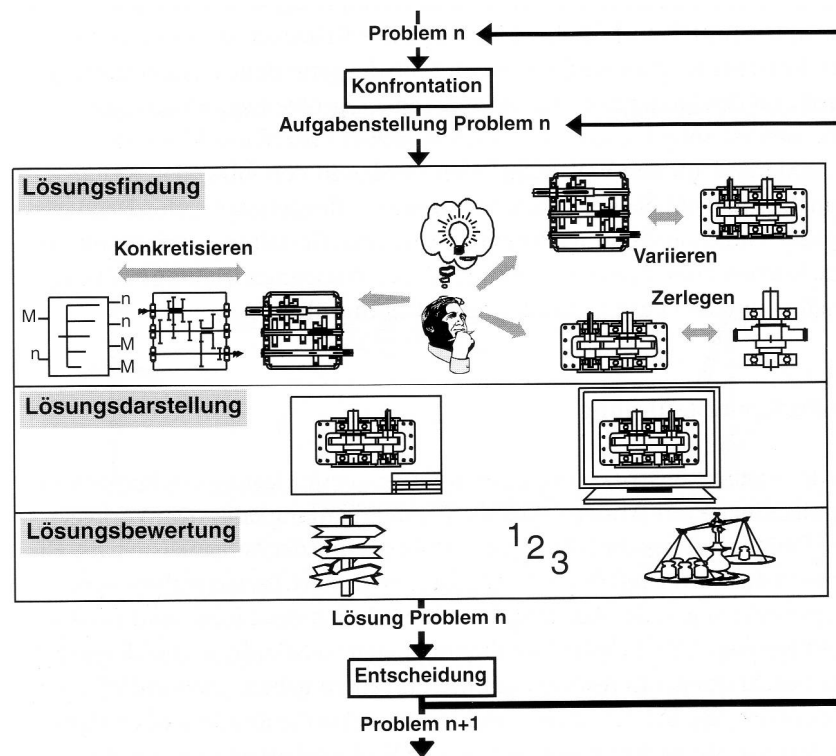 Problem n
Konfrontation
Aufgabenstellung Problem n
Lösungsfindung
Konkretisieren
Variieren
Zerlegen
M
n
n
n
M
M
Lösungsdarstellung
Lösungsbewertung
1
2
3
Lösung Problem n
Entscheidung
Problem n+1